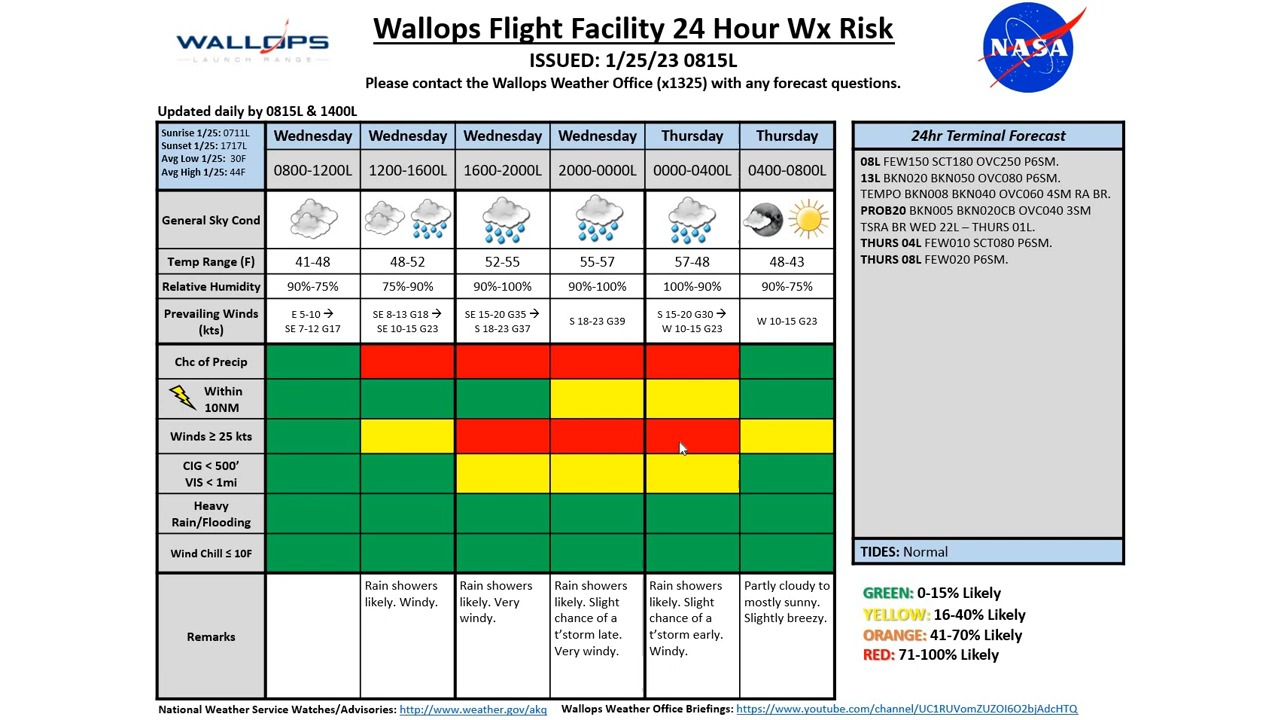 WALLOPS
LAUNCH RANGE
Wallops Flight Facility 24 Hour Wx Risk
ISSUED: 1/25/23 0815L
Please contact the Wallops Weather Office (x1325) with any forecast questions.
NASA
Updated daily by 0815L & 1400L
Sunrise 1/25: 0711L
Sunset 1/25: 1717L
Avg Low 1/25: 30F
Avg High 1/25: 44F
Wednesday Wednesday Wednesday Wednesday Thursday Thursday
0800-1200L 1200-1600L 1600-2000L 2000-0000L 0000-0400L 0400-0800L
General Sky Cond
Temp Range (F) 41-48 48-52 52-55 55-57 57-48 48-43
Relative Humidity 90%-75% 75%-90% 90%-100% 90%-100% 100%-90% 90%-75%
Prevailing Winds
(kts)
E 5-10 →
SE 7-12 G17
SE 8-13 G18 →
SE 10-15 G23
SE 15-20 G35 →
S 18-23 G37
S 18-23 G39
S 15-20 G30 →
W 10-15 G23
W 10-15 G23
Chc of Precip
Within
10NM
Winds ≥ 25 kts
CIG < 500'
VIS < 1mi
Heavy
Rain/Flooding
Wind Chill ≤ 10F
Remarks
Rain showers
likely. Windy.
Rain showers
likely. Very
windy.
Rain showers
likely. Slight
chance of a
t'storm late.
Very windy.
Rain showers
likely. Slight
chance of a
t'storm early.
Windy.
Partly cloudy to
mostly sunny.
Slightly breezy.
24hr Terminal Forecast
08L FEW150 SCT180 OVC250 P6SM.
13L BKN020 BKN050 OVC080 P6SM.
TEMPO BKN008 BKN040 OVC060 4SM RA BR.
PROB20 BKN005 BKN020CB OVC040 3SM
TSRA BR WED 22L – THURS 01L.
THURS 04L FEW010 SCT080 P6SM.
THURS 08L FEW020 P6SM.
TIDES: Normal
GREEN: 0-15% Likely
YELLOW: 16-40% Likely
ORANGE: 41-70% Likely
RED: 71-100% Likely
National Weather Service Watches/Advisories: http://www.weather.gov/akq Wallops Weather Office Briefings: https://www.youtube.com/channel/UC1RUVomZUZOI6O2bjAdcHTQ